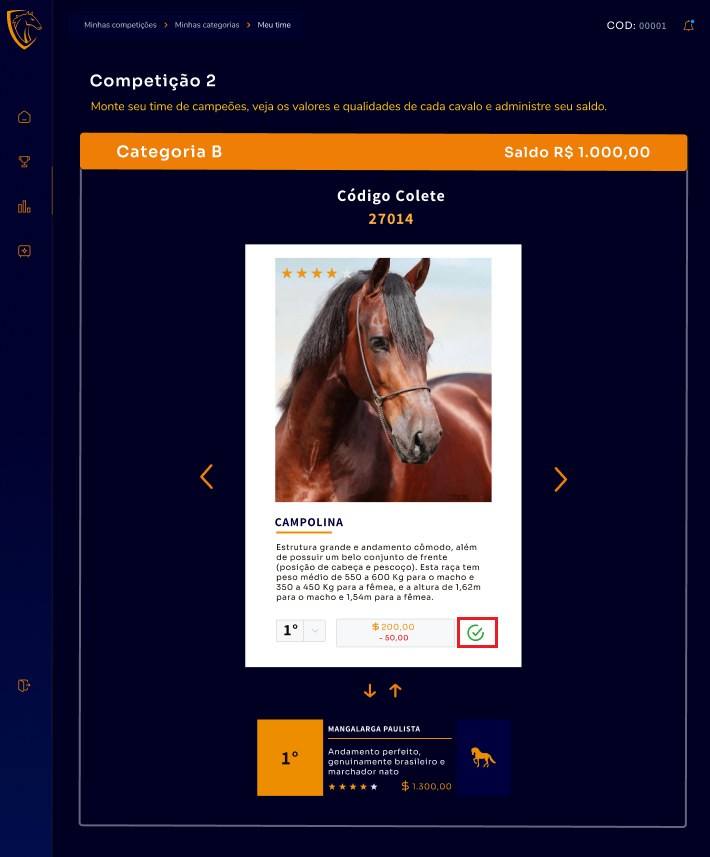 Minhas competições > Minhas categorias > Meu time
COD: 00001
Competição 2
Monte seu time de campeões, veja os valores e qualidades de cada cavalo e administre seu saldo.
Categoria B
Saldo R$ 1.000,00
Código Colete
27014
CAMPOLINA
Estrutura grande e andamento cômodo, além
de possuir um belo conjunto de frente
(posição de cabeça e pescoço). Esta raça tem
peso médio de 550 a 600 Kg para o macho e
350 a 450 Kg para a fêmea, e a altura de 1,62m
para o macho e 1,54m para a fêmea.
1°
$ 200,00
- 50,00
1°
MANGALARGA PAULISTA
Andamento perfeito,
genuinamente brasileiro e
marchador nato
$ 1.300,00